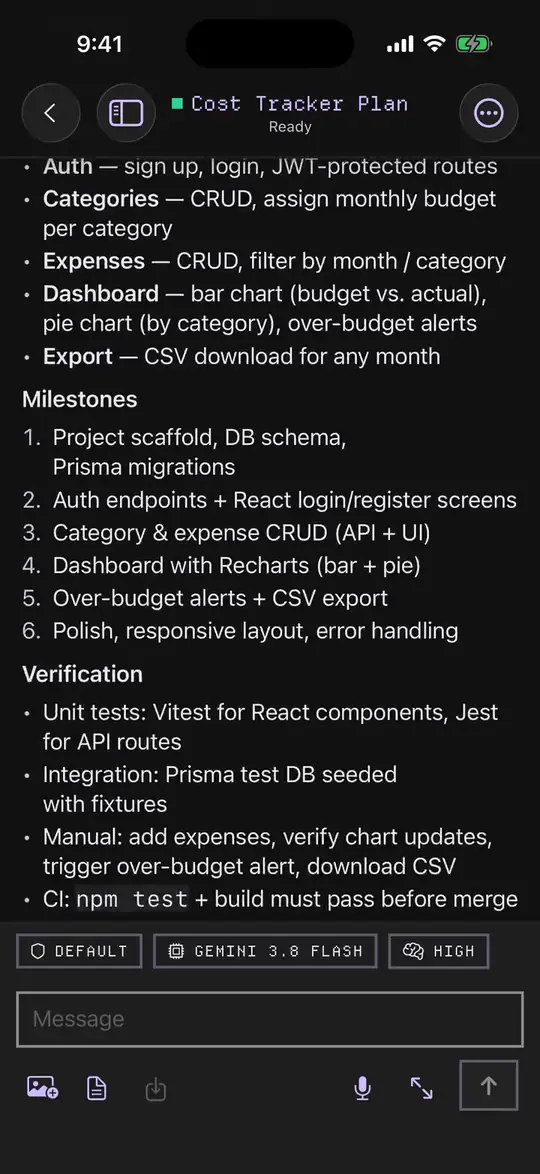 9:41
Cost Tracker Plan
Ready
• Auth — sign up, login, JWT-protected routes
• Categories — CRUD, assign monthly budget
per category
• Expenses — CRUD, filter by month / category
• Dashboard — bar chart (budget vs. actual),
pie chart (by category), over-budget alerts
• Export — CSV download for any month
Milestones
1. Project scaffold, DB schema,
Prisma migrations
2. Auth endpoints + React login/register screens
3. Category & expense CRUD (API + UI)
4. Dashboard with Recharts (bar + pie)
5. Over-budget alerts + CSV export
6. Polish, responsive layout, error handling
Verification
• Unit tests: Vitest for React components, Jest
for API routes
• Integration: Prisma test DB seeded
with fixtures
• Manual: add expenses, verify chart updates,
trigger over-budget alert, download CSV
• CI: npm test + build must pass before merge
DEFAULT
GEMINI 3.8 FLASH
HIGH
Message